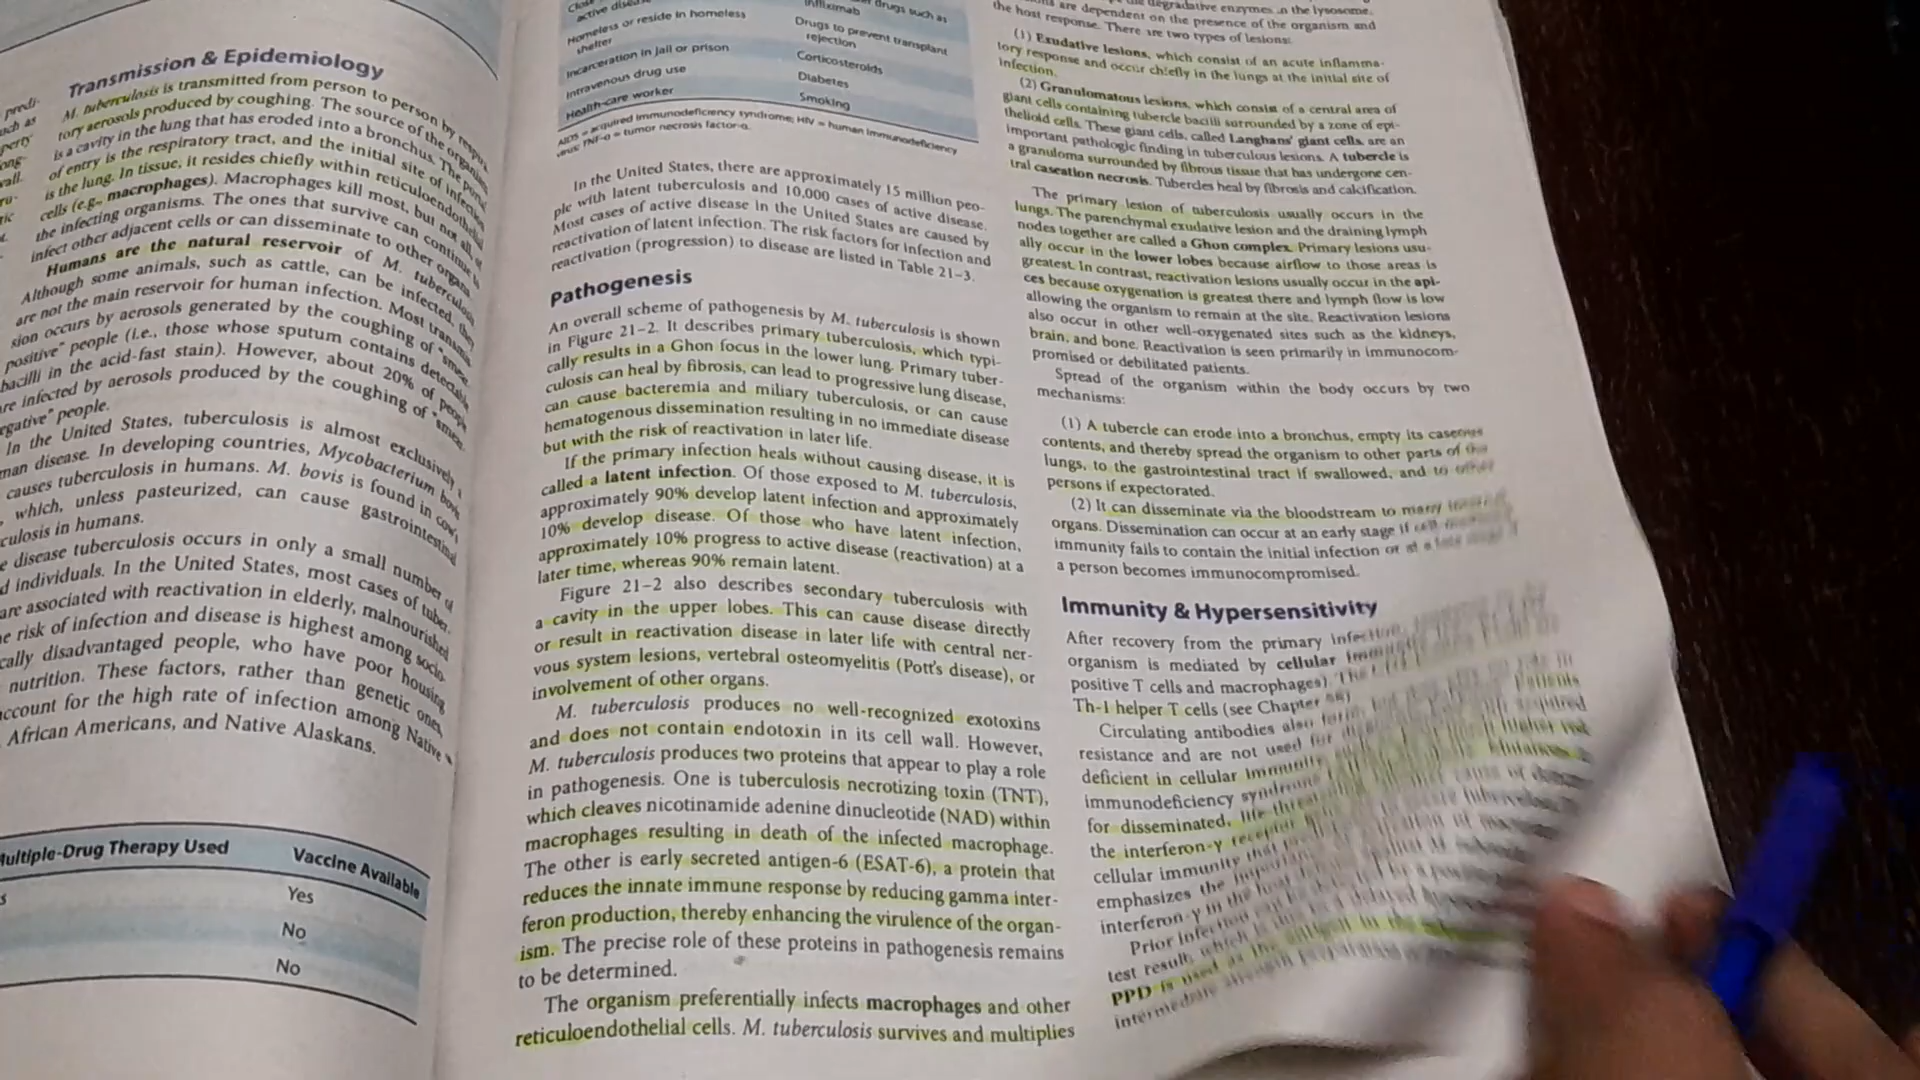 Transmission & Epidemiology
M. tuberculosis is transmitted from person to person by respira-
tory aerosols produced by coughing. The source of the organism
is a cavity in the lung that has eroded into a bronchus. The portal
of entry is the respiratory tract, and the initial site of infection
is the lung. In tissue, it resides chiefly within reticuloendothelial
cells (e.g., macrophages). Macrophages kill most, but not all, of
the infecting organisms. The ones that survive can continue to
infect other adjacent cells or can disseminate to other organs.
Humans are the natural reservoir of M. tuberculosis
Although some animals, such as cattle, can be infected, they
are not the main reservoir for human infection. Most transmis-
sion occurs by aerosols generated by the coughing of "smear-
positive" people (i.e., those whose sputum contains detectable
bacilli in the acid-fast stain). However, about 20% of people
are infected by aerosols produced by the coughing of "smear-
egative" people.
In the United States, tuberculosis is almost exclusively a
man disease. In developing countries, Mycobacterium bovis
causes tuberculosis in humans. M. bovis is found in cow's
which, unless pasteurized, can cause gastrointestinal
culosis in humans.
disease tuberculosis occurs in only a small number of
d individuals. In the United States, most cases of tuber-
are associated with reactivation in elderly, malnourished
e risk of infection and disease is highest among socio-
cally disadvantaged people, who have poor housing
nutrition. These factors, rather than genetic ones,
ccount for the high rate of infection among Native
African Americans, and Native Alaskans.
Multiple-Drug Therapy Used Vaccine Available
Yes
No
No
active disease
Homeless or reside in homeless
shelter
Incarceration in jail or prison
Intravenous drug use
Health-care worker
drugs such as
infliximab
Drugs to prevent transplant
rejection
Corticosteroids
Diabetes
Smoking
AIDS = acquired immunodeficiency syndrome; HIV = human immunodeficiency
virus; TNF-α = tumor necrosis factor-α.
In the United States, there are approximately 15 million peo-
ple with latent tuberculosis and 10,000 cases of active disease.
Most cases of active disease in the United States are caused by
reactivation of latent infection. The risk factors for infection and
reactivation (progression) to disease are listed in Table 21–3.
Pathogenesis
An overall scheme of pathogenesis by M. tuberculosis is shown
in Figure 21–2. It describes primary tuberculosis, which typi-
cally results in a Ghon focus in the lower lung. Primary tuber-
culosis can heal by fibrosis, can lead to progressive lung disease,
can cause bacteremia and miliary tuberculosis, or can cause
hematogenous dissemination resulting in no immediate disease
but with the risk of reactivation in later life.
If the primary infection heals without causing disease, it is
called a latent infection. Of those exposed to M. tuberculosis,
approximately 90% develop latent infection and approximately
10% develop disease. Of those who have latent infection,
approximately 10% progress to active disease (reactivation) at a
later time, whereas 90% remain latent.
Figure 21–2 also describes secondary tuberculosis with
a cavity in the upper lobes. This can cause disease directly
or result in reactivation disease in later life with central ner-
vous system lesions, vertebral osteomyelitis (Pott's disease), or
involvement of other organs.
M. tuberculosis produces no well-recognized exotoxins
and does not contain endotoxin in its cell wall. However,
M. tuberculosis produces two proteins that appear to play a role
in pathogenesis. One is tuberculosis necrotizing toxin (TNT),
which cleaves nicotinamide adenine dinucleotide (NAD) within
macrophages resulting in death of the infected macrophage.
The other is early secreted antigen-6 (ESAT-6), a protein that
reduces the innate immune response by reducing gamma inter-
feron production, thereby enhancing the virulence of the organ-
ism. The precise role of these proteins in pathogenesis remains
to be determined.
The organism preferentially infects macrophages and other
reticuloendothelial cells. M. tuberculosis survives and multiplies
degradative enzymes in the lysosome.
are dependent on the presence of the organism and
the host response. There are two types of lesions:
(1) Exudative lesions, which consist of an acute inflamma-
tory response and occur chiefly in the lungs at the initial site of
infection.
(2) Granulomatous lesions, which consist of a central area of
giant cells containing tubercle bacilli surrounded by a zone of epi-
thelioid cells. These giant cells, called Langhans' giant cells, are an
important pathologic finding in tuberculous lesions. A tubercle is
a granuloma surrounded by fibrous tissue that has undergone cen-
tral caseation necrosis. Tubercles heal by fibrosis and calcification.
The primary lesion of tuberculosis usually occurs in the
lungs. The parenchymal exudative lesion and the draining lymph
nodes together are called a Ghon complex. Primary lesions usu-
ally occur in the lower lobes because airflow to those areas is
greatest. In contrast, reactivation lesions usually occur in the api-
ces because oxygenation is greatest there and lymph flow is low
allowing the organism to remain at the site. Reactivation lesions
also occur in other well-oxygenated sites such as the kidneys,
brain, and bone. Reactivation is seen primarily in immunocom-
promised or debilitated patients.
Spread of the organism within the body occurs by two
mechanisms:
(1) A tubercle can erode into a bronchus, empty its caseous
contents, and thereby spread the organism to other parts of the
lungs, to the gastrointestinal tract if swallowed, and to other
persons if expectorated.
(2) It can disseminate via the bloodstream to many
organs. Dissemination can occur at an early stage if
immunity fails to contain the initial infection or at a late
a person becomes immunocompromised.
Immunity & Hypersensitivity
After recovery from the primary infection,
organism is mediated by cellular
positive T cells and macrophages).
Th-1 helper T cells (see Chapter
Circulating antibodies also form,
resistance and are not used for
deficient in cellular immunity
immunodeficiency syndrome
for disseminated, life-
the interferon-γ receptor
cellular immunity that
emphasizes the
interferon-γ in the
Prior infection
test result, which is
PPD is used as the antigen in the
intermediate strength preparation